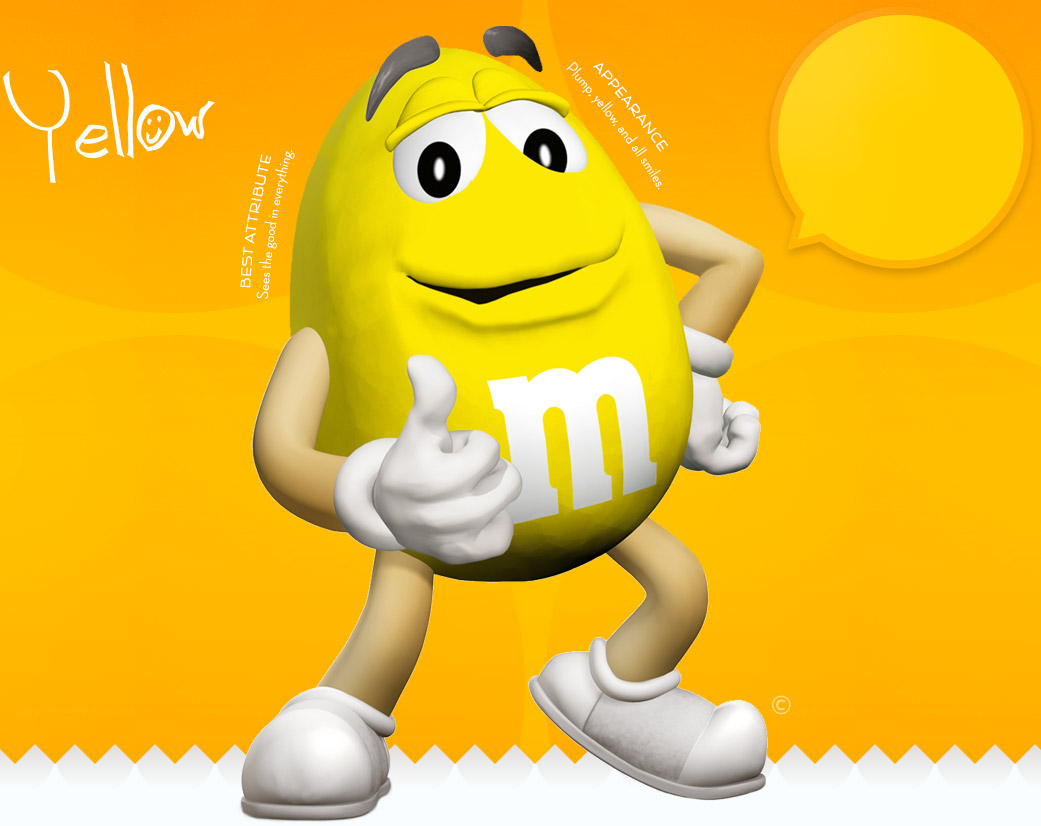 Yellow
BEST ATTRIBUTE
Sees the good in everything.
APPEARANCE
Plump, yellow, and all smiles.
m
©